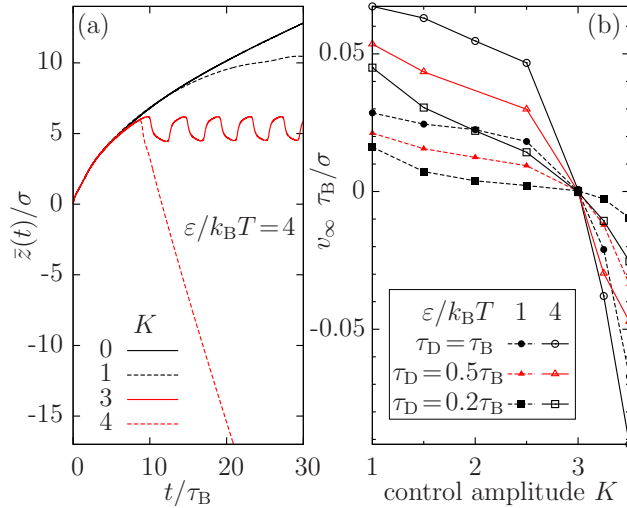 (a)
10
5
0
-5
-10
-15
z̄(t)/σ
ε/k_BT=4
K
0
1
3
4
0 10 20 30
t/τ_B
(b)
0.05
0
-0.05
v_∞ τ_B/σ
ε/k_BT 1 4
τ_D=τ_B
τ_D=0.5τ_B
τ_D=0.2τ_B
1 2 3
control amplitude K